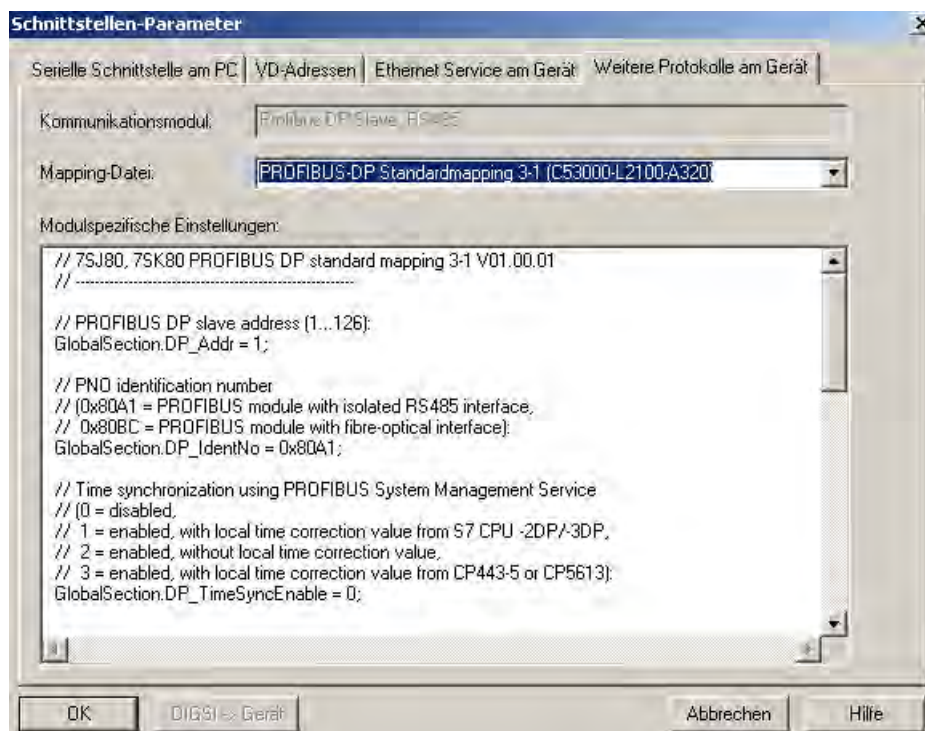 Schnittstellen-Parameter
Serielle Schnittstelle am PC
VD-Adressen
Ethernet Service am Gerät
Weitere Protokolle am Gerät
Kommunikationsmodul:
Profibus DP Slave, RS485
Mapping-Datei:
PROFIBUS-DP Standardmapping 3-1 (C53000-L2100-A320)
Modulspezifische Einstellungen:
// 7SJ80, 7SK80 PROFIBUS DP standard mapping 3-1 V01.00.01
// ------------------------------------------------------------
// PROFIBUS DP slave address (1...126):
GlobalSection.DP_Addr = 1;
// PNO identification number
// (0x80A1 = PROFIBUS module with isolated RS485 interface,
// 0x80BC = PROFIBUS module with fibre-optical interface):
GlobalSection.DP_IdentNo = 0x80A1;
// Time synchronization using PROFIBUS System Management Service
// (0 = disabled,
// 1 = enabled, with local time correction value from S7 CPU -2DP/-3DP,
// 2 = enabled, without local time correction value,
// 3 = enabled, with local time correction value from CP443-5 or CP5613):
GlobalSection.DP_TimeSyncEnable = 0;
OK
DIGSI -> Gerät
Abbrechen
Hilfe